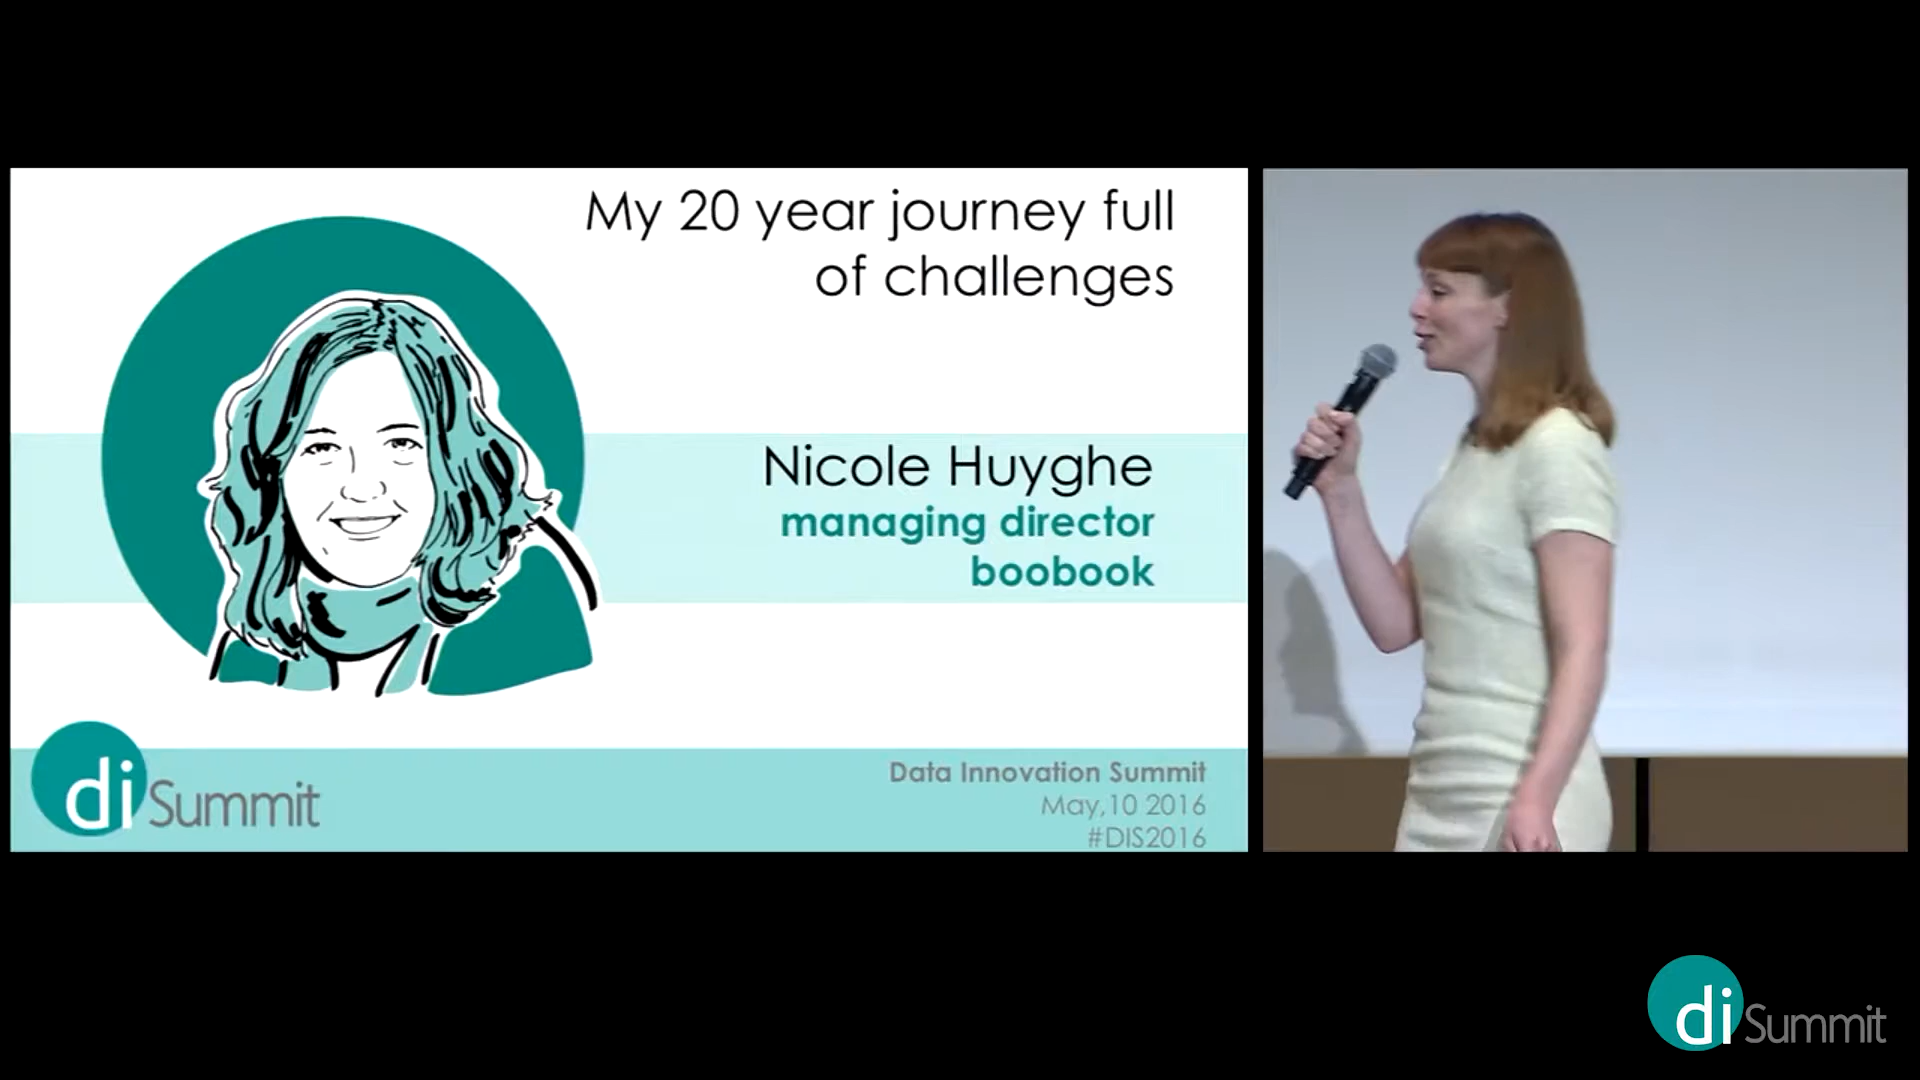 My 20 year journey full
of challenges
Nicole Huyghe
managing director
boobook
di Summit
Data Innovation Summit
May,10 2016
#DIS2016
di Summit